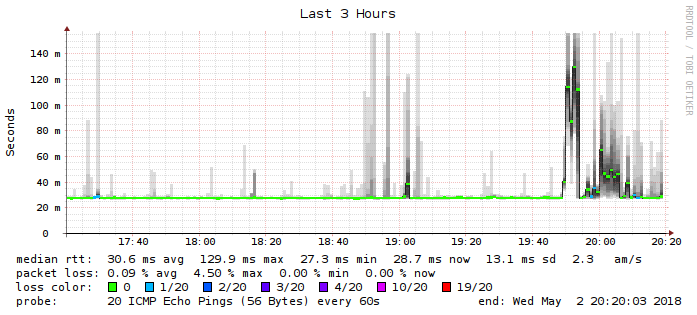 Last 3 Hours
RRDTOOL / TOBI OETIKER
Seconds
140 m
120 m
100 m
80 m
60 m
40 m
20 m
0
17:40 18:00 18:20 18:40 19:00 19:20 19:40 20:00 20:20
median rtt: 30.6 ms avg 129.9 ms max 27.3 ms min 28.7 ms now 13.1 ms sd 2.3 am/s
packet loss: 0.09 % avg 4.50 % max 0.00 % min 0.00 % now
loss color: 0 1/20 2/20 3/20 4/20 10/20 19/20
probe: 20 ICMP Echo Pings (56 Bytes) every 60s end: Wed May 2 20:20:03 2018